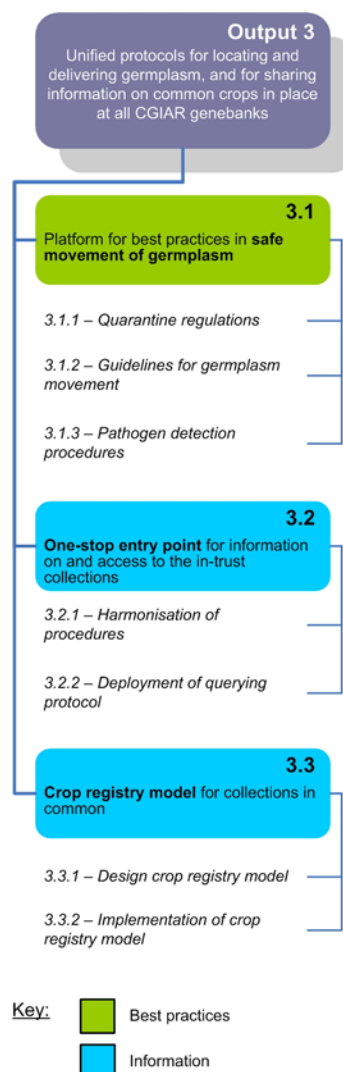 Output 3
Unified protocols for locating and
delivering germplasm, and for sharing
information on common crops in place
at all CGIAR genebanks
3.1
Platform for best practices in safe
movement of germplasm
3.1.1 – Quarantine regulations
3.1.2 – Guidelines for germplasm
movement
3.1.3 – Pathogen detection
procedures
3.2
One-stop entry point for information
on and access to the in-trust
collections
3.2.1 – Harmonisation of
procedures
3.2.2 – Deployment of querying
protocol
3.3
Crop registry model for collections in
common
3.3.1 – Design crop registry model
3.3.2 – Implementation of crop
registry model
Key:
Best practices
Information